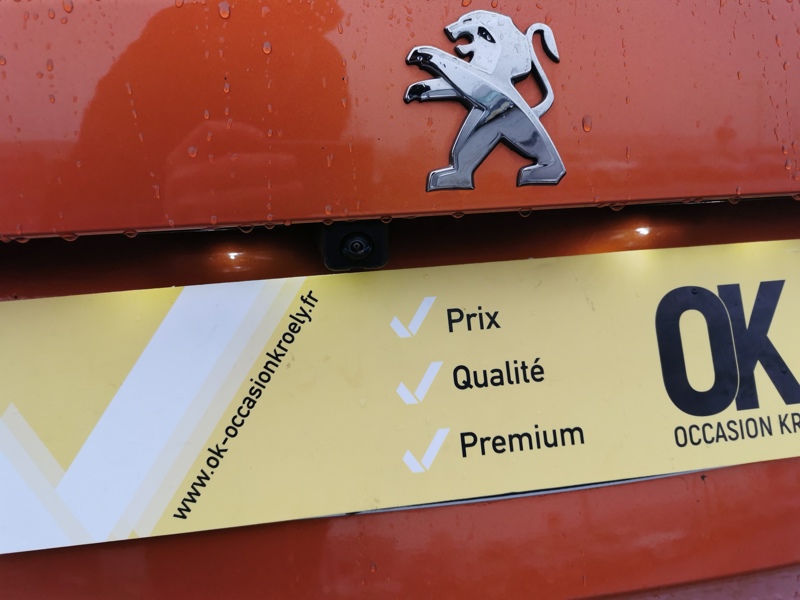 www.ok-occasionkroely.fr
Prix
Qualité
Premium
OK
OCCASION KR